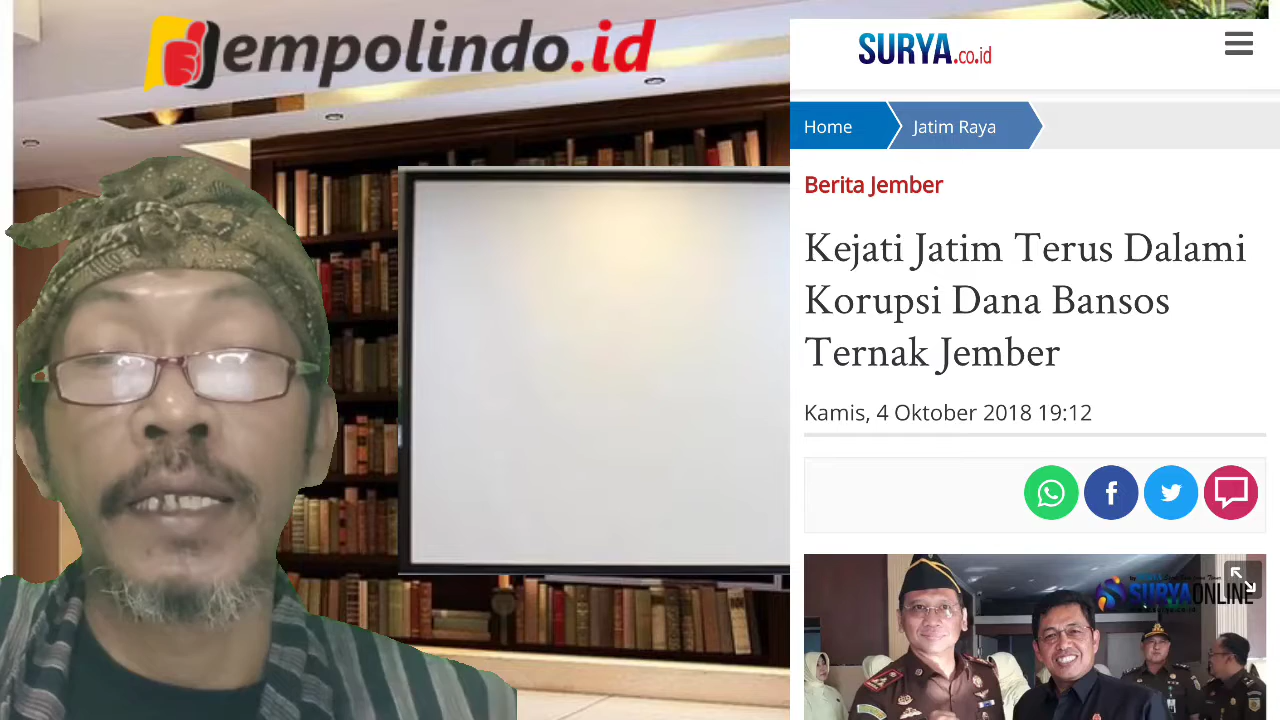 Jempolindo.id
SURYA.co.id
Home
Jatim Raya
Berita Jember
Kejati Jatim Terus Dalami
Korupsi Dana Bansos
Ternak Jember
Kamis, 4 Oktober 2018 19:12
SURYAONLINE